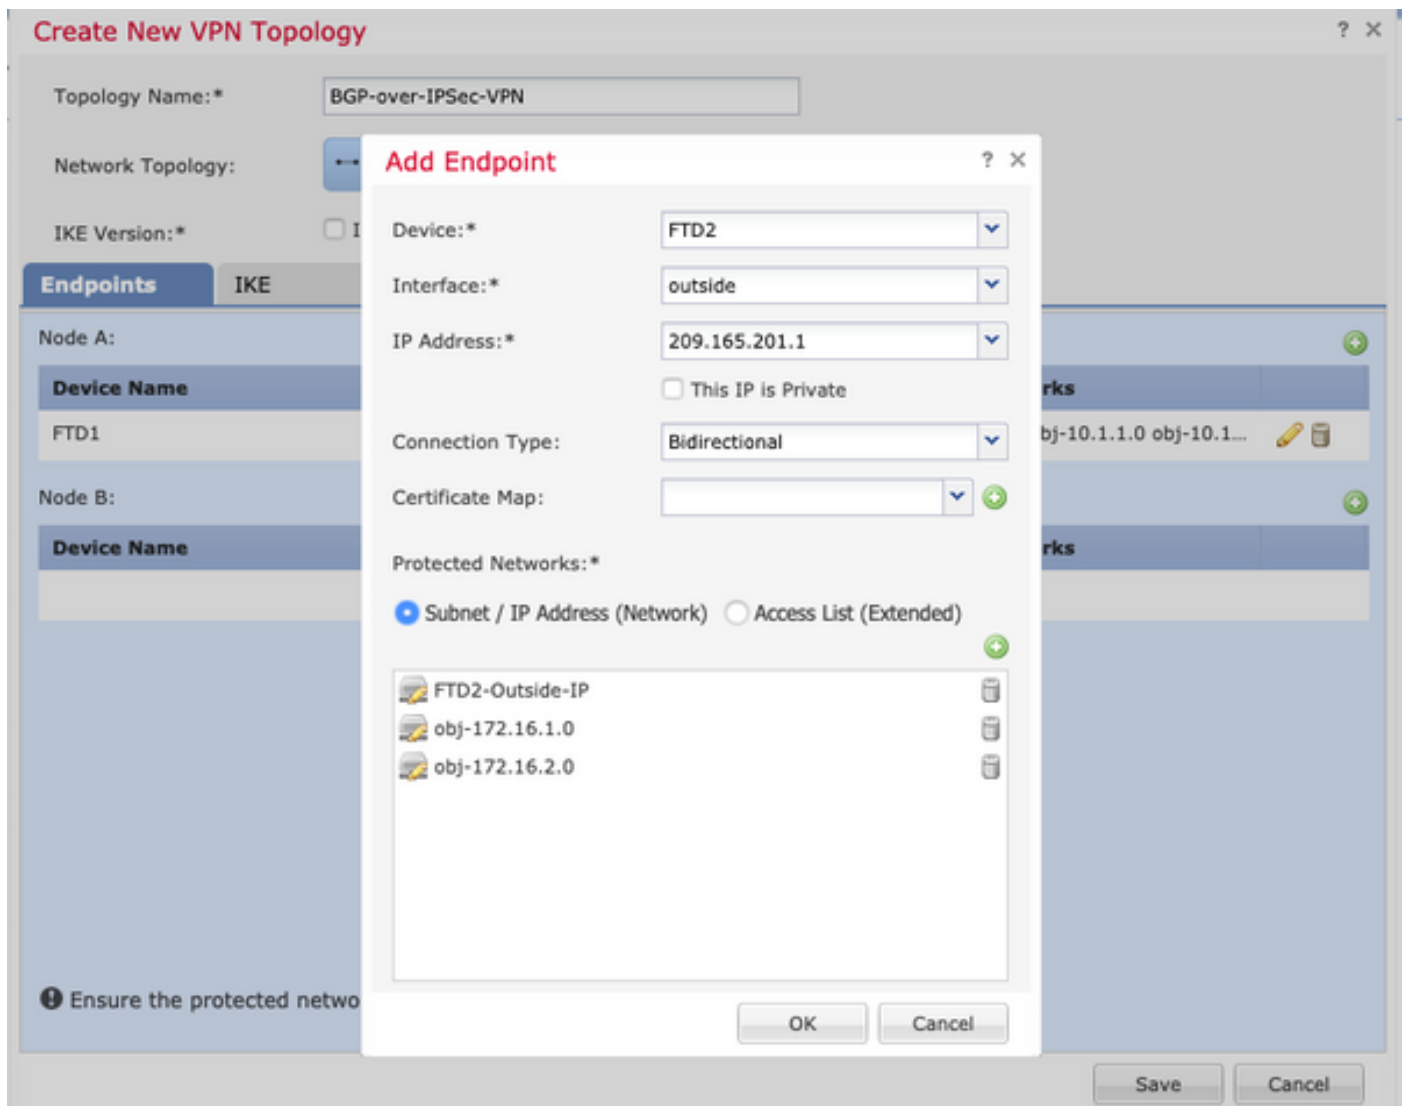 Create New VPN Topology ?
Topology Name:* BGP-over-IPSec-VPN
Network Topology:
IKE Version:*
Add Endpoint ?
Device:* FTD2
Interface:* outside
IP Address:* 209.165.201.1
This IP is Private
Connection Type: Bidirectional
Certificate Map:
Protected Networks:*
Subnet / IP Address (Network) Access List (Extended)
FTD2-Outside-IP
obj-172.16.1.0
obj-172.16.2.0
OK Cancel
Endpoints IKE
Node A:
Device Name rks
FTD1 bj-10.1.1.0 obj-10.1...
Node B:
Device Name rks
Ensure the protected netwo
Save Cancel